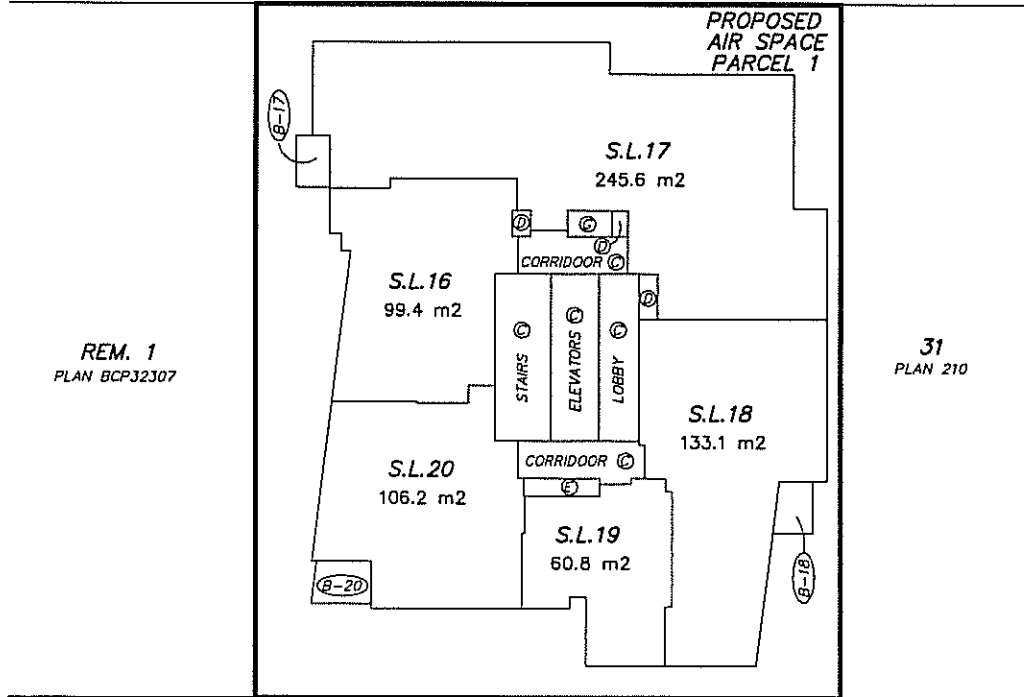 PROPOSED
AIR SPACE
PARCEL 1
B-17
S.L.17
245.6 m2
D
G
D
CORRIDOOR C
S.L.16
99.4 m2
D
STAIRS C
ELEVATORS C
LOBBY C
REM. 1
PLAN BCP32307
31
PLAN 210
S.L.18
133.1 m2
CORRIDOOR C
S.L.20
106.2 m2
E
S.L.19
60.8 m2
B-20
B-18